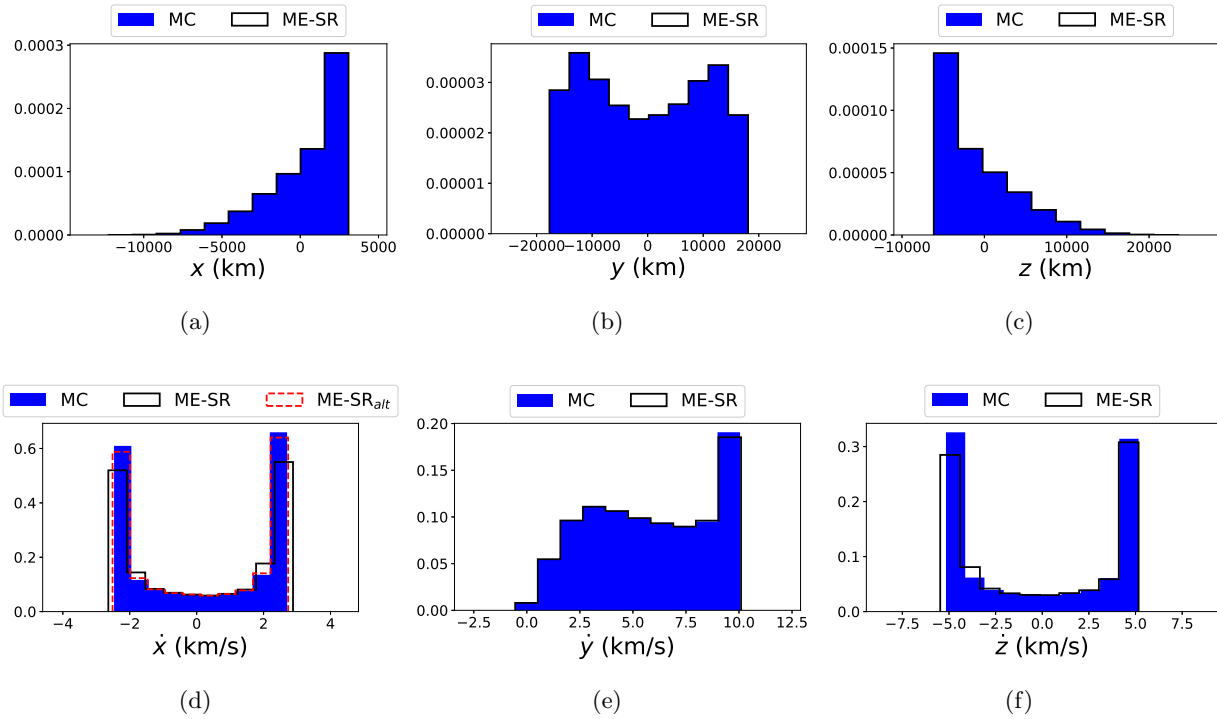 MC ME-SR
0.0003
0.0002
0.0001
0.0000
−10000 −5000 0 5000
x (km)
(a)
MC ME-SR
0.00003
0.00002
0.00001
0.00000
−20000 −10000 0 10000 20000
y (km)
(b)
MC ME-SR
0.00015
0.00010
0.00005
0.00000
−10000 0 10000 20000
z (km)
(c)
MC ME-SR ME-SR_alt
0.6
0.4
0.2
0.0
−4 −2 0 2 4
ẋ (km/s)
(d)
MC ME-SR
0.20
0.15
0.10
0.05
0.00
−2.5 0.0 2.5 5.0 7.5 10.0 12.5
ẏ (km/s)
(e)
MC ME-SR
0.3
0.2
0.1
0.0
−7.5 −5.0 −2.5 0.0 2.5 5.0 7.5
ż (km/s)
(f)